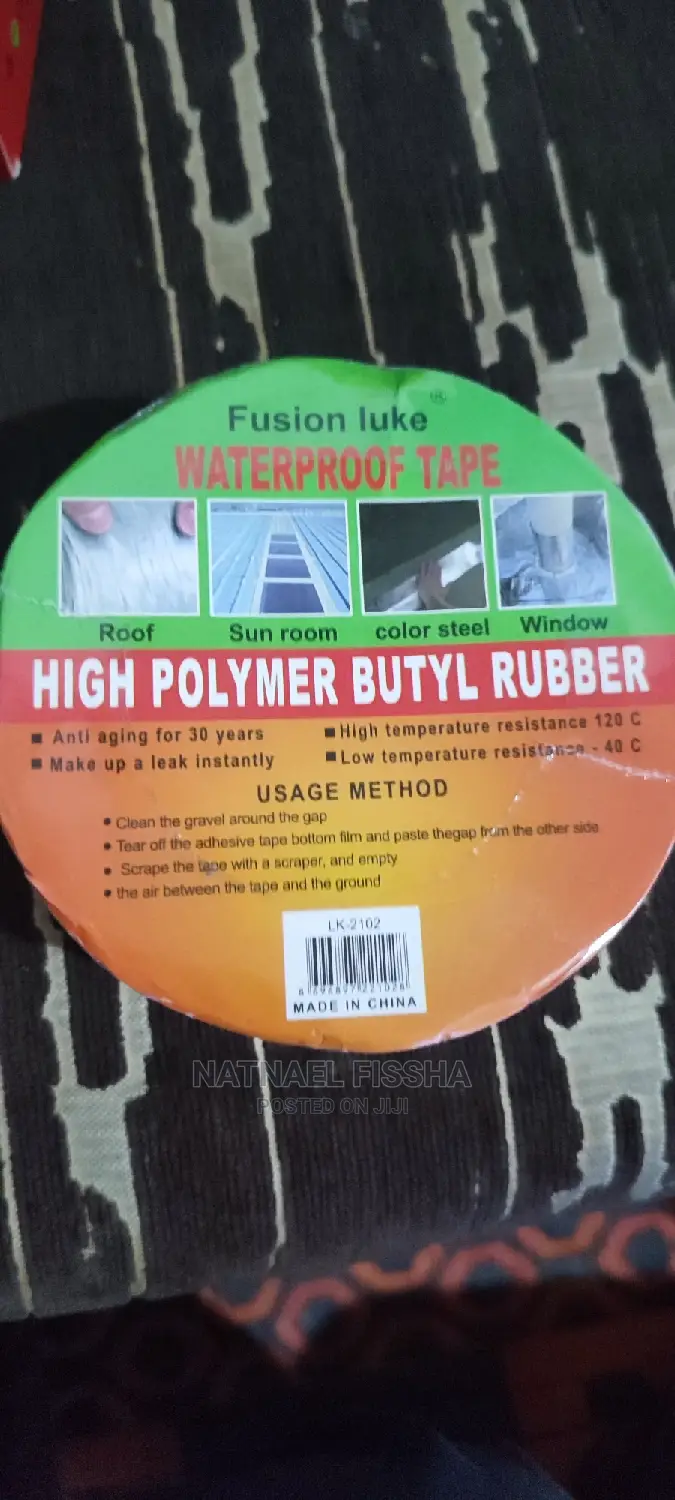 Fusion luke ®
WATERPROOF TAPE
Roof Sun room color steel Window
HIGH POLYMER BUTYL RUBBER
■ Anti aging for 30 years ■ High temperature resistance 120 C
■ Make up a leak instantly ■ Low temperature resistance - 40 C
USAGE METHOD
• Clean the gravel around the gap
• Tear off the adhesive tape bottom film and paste thegap from the other side
• Scrape the tape with a scraper, and empty
• the air between the tape and the ground
LK-2102
MADE IN CHINA
NATNAEL FISSHA
POSTED ON JIJI